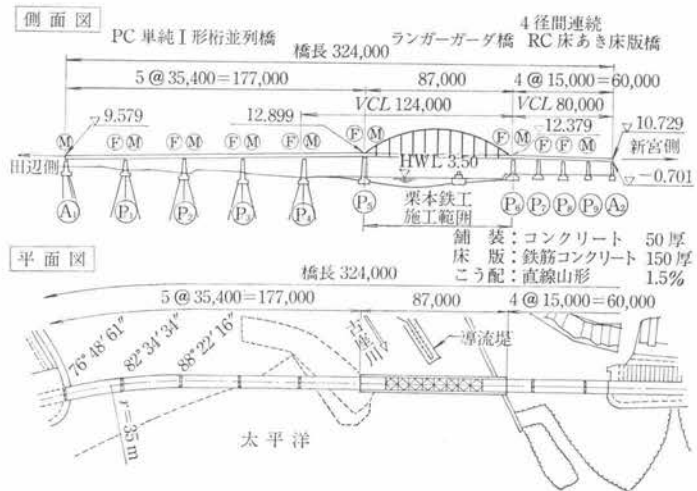 側面図
PC 単純Ⅰ形桁並列橋
ランガーガーダ橋
4径間連続
RC 床あき床版橋
橋長 324,000
5@35,400=177,000
87,000
4@15,000=60,000
VCL 124,000
VCL 80,000
9.579
12.899
12.379
10.729
M
F M
F M
F M
F M
F M
F M
F
F
M
田辺側
新宮側
HWL 3.50
-0.701
A1
P1
P2
P3
P4
P5
P6
P7
P8
P9
A2
栗本鉄工
施工範囲
舗装:コンクリート 50厚
床版:鉄筋コンクリート 150厚
こう配:直線山形 1.5%
平面図
橋長 324,000
5@35,400=177,000
87,000
4@15,000=60,000
76°48′61″
82°34′34″
88°22′16″
古座川
導流堤
r=35m
太平洋